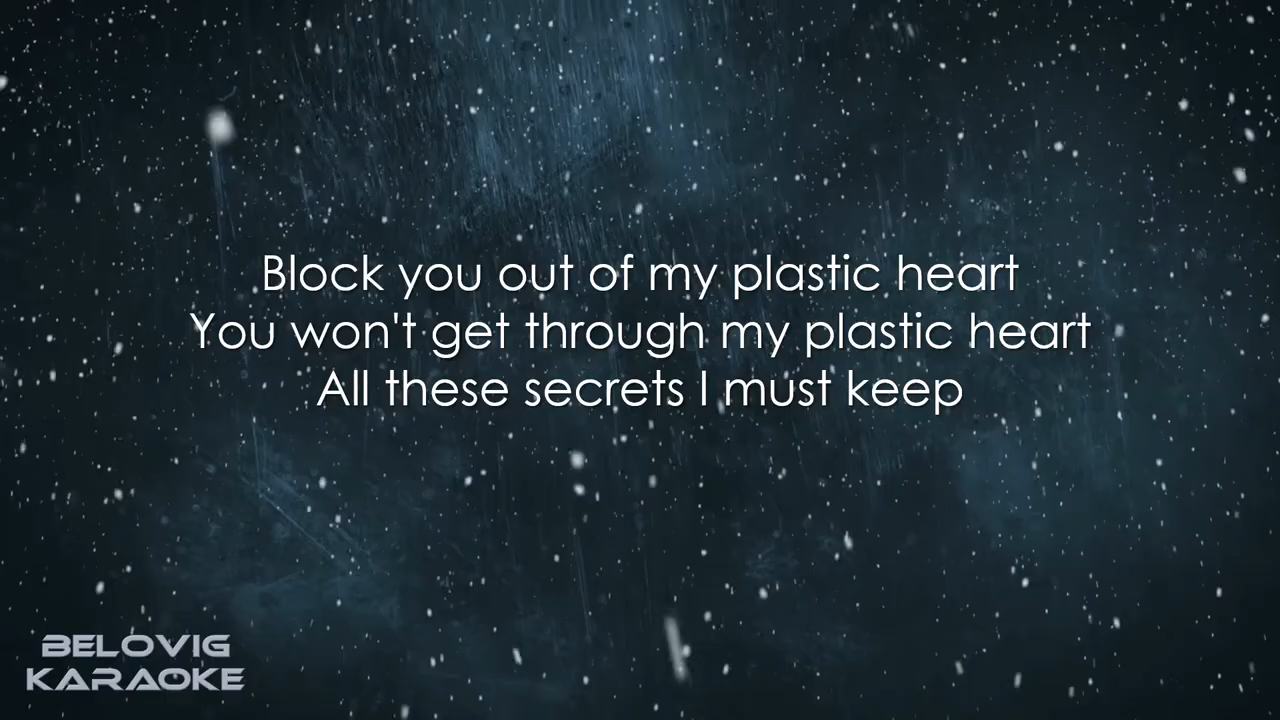 Block you out of my plastic heart
You won't get through my plastic heart
All these secrets I must keep
BELOVIG
KARAOKE